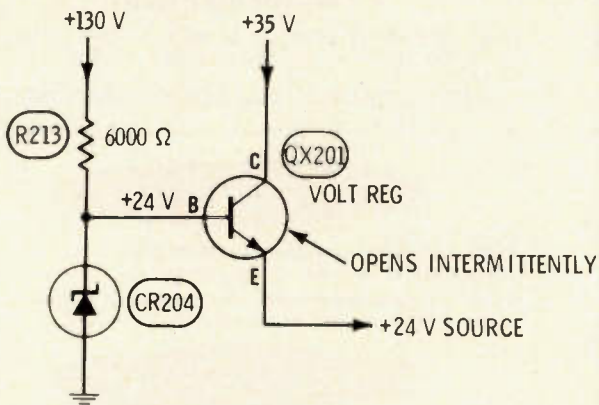 +130 V
+35 V
R213
6000 Ω
C
QX201
+24 V
B
VOLT REG
OPENS INTERMITTENTLY
E
CR204
+24 V SOURCE